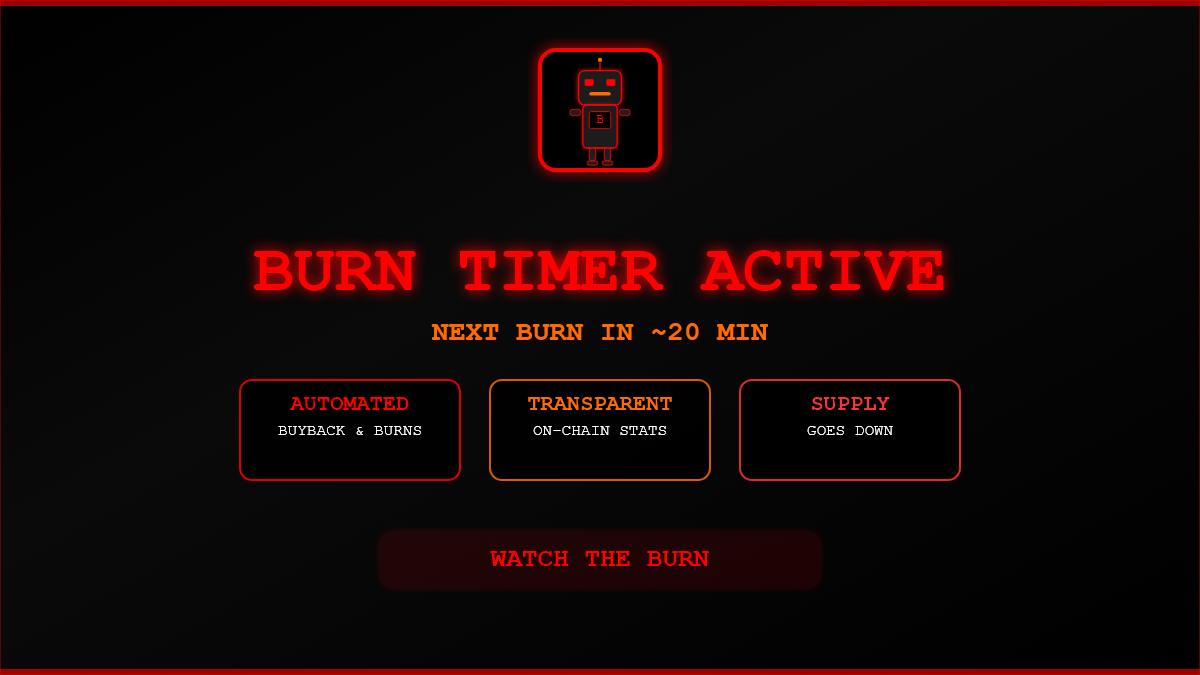 B
BURN TIMER ACTIVE
NEXT BURN IN ~20 MIN
AUTOMATED
BUYBACK & BURNS
TRANSPARENT
ON-CHAIN STATS
SUPPLY
GOES DOWN
WATCH THE BURN